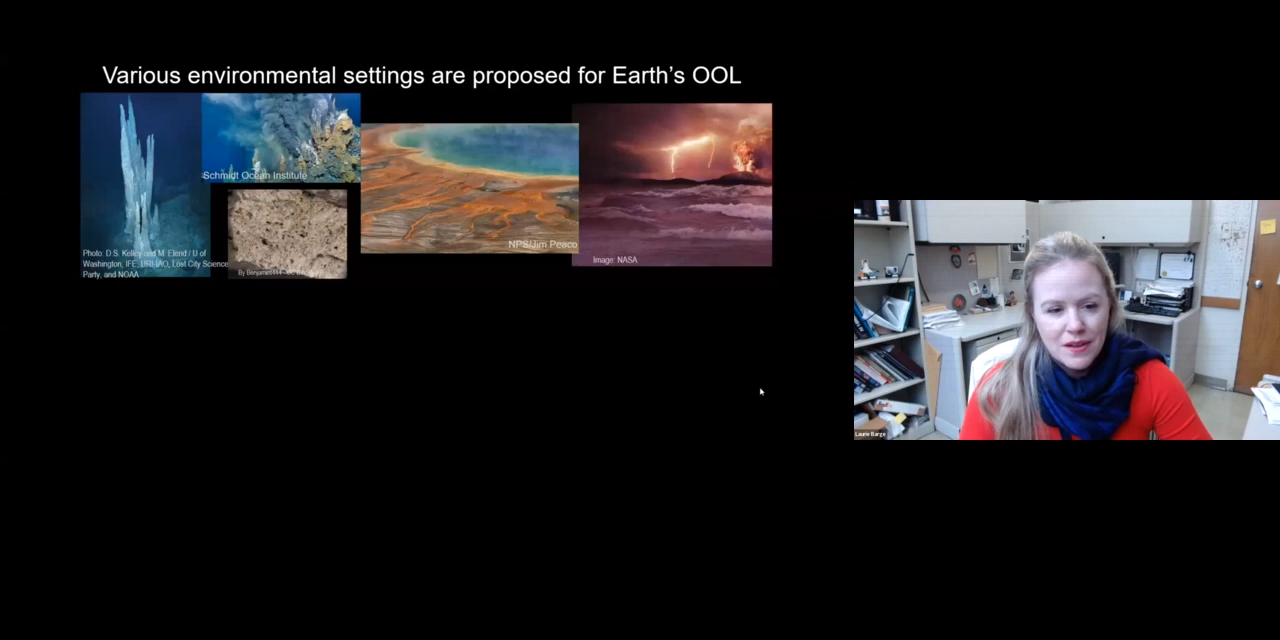 Various environmental settings are proposed for Earth's OOL
Schmidt Ocean Institute
Photo: D.S. Kelley and M. Elend / U of
Washington, IFE, URI-IAO, Lost City Science
Party, and NOAA
NPS/Jim Peaco
Image: NASA
Laurie Barge